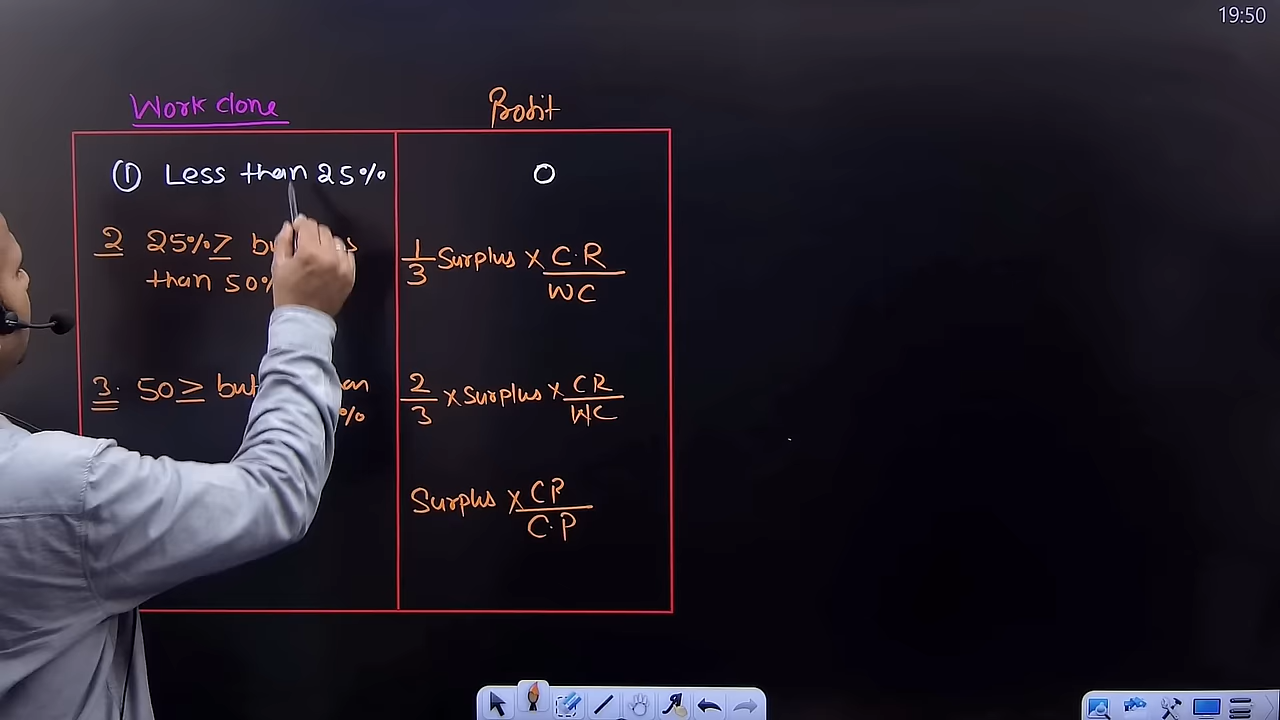 19:50
Work done Profit
① Less than 25% 0
2 25% ≥
than 50 1/3 Surplus × C.R/WC
3. 50 ≥ but 2/3 × Surplus × CR/WC
%
Surplus × CP/C.P